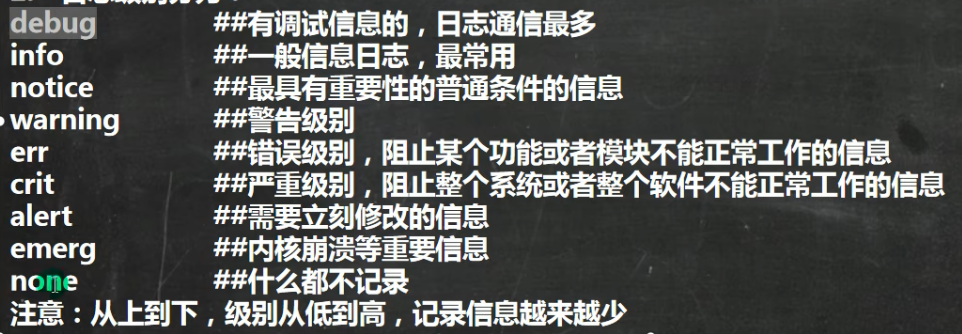 debug ##有调试信息的，日志通信最多
info ##一般信息日志，最常用
notice ##最具有重要性的普通条件的信息
warning ##警告级别
err ##错误级别，阻止某个功能或者模块不能正常工作的信息
crit ##严重级别，阻止整个系统或者整个软件不能正常工作的信息
alert ##需要立刻修改的信息
emerg ##内核崩溃等重要信息
none ##什么都不记录
注意：从上到下，级别从低到高，记录信息越来越少